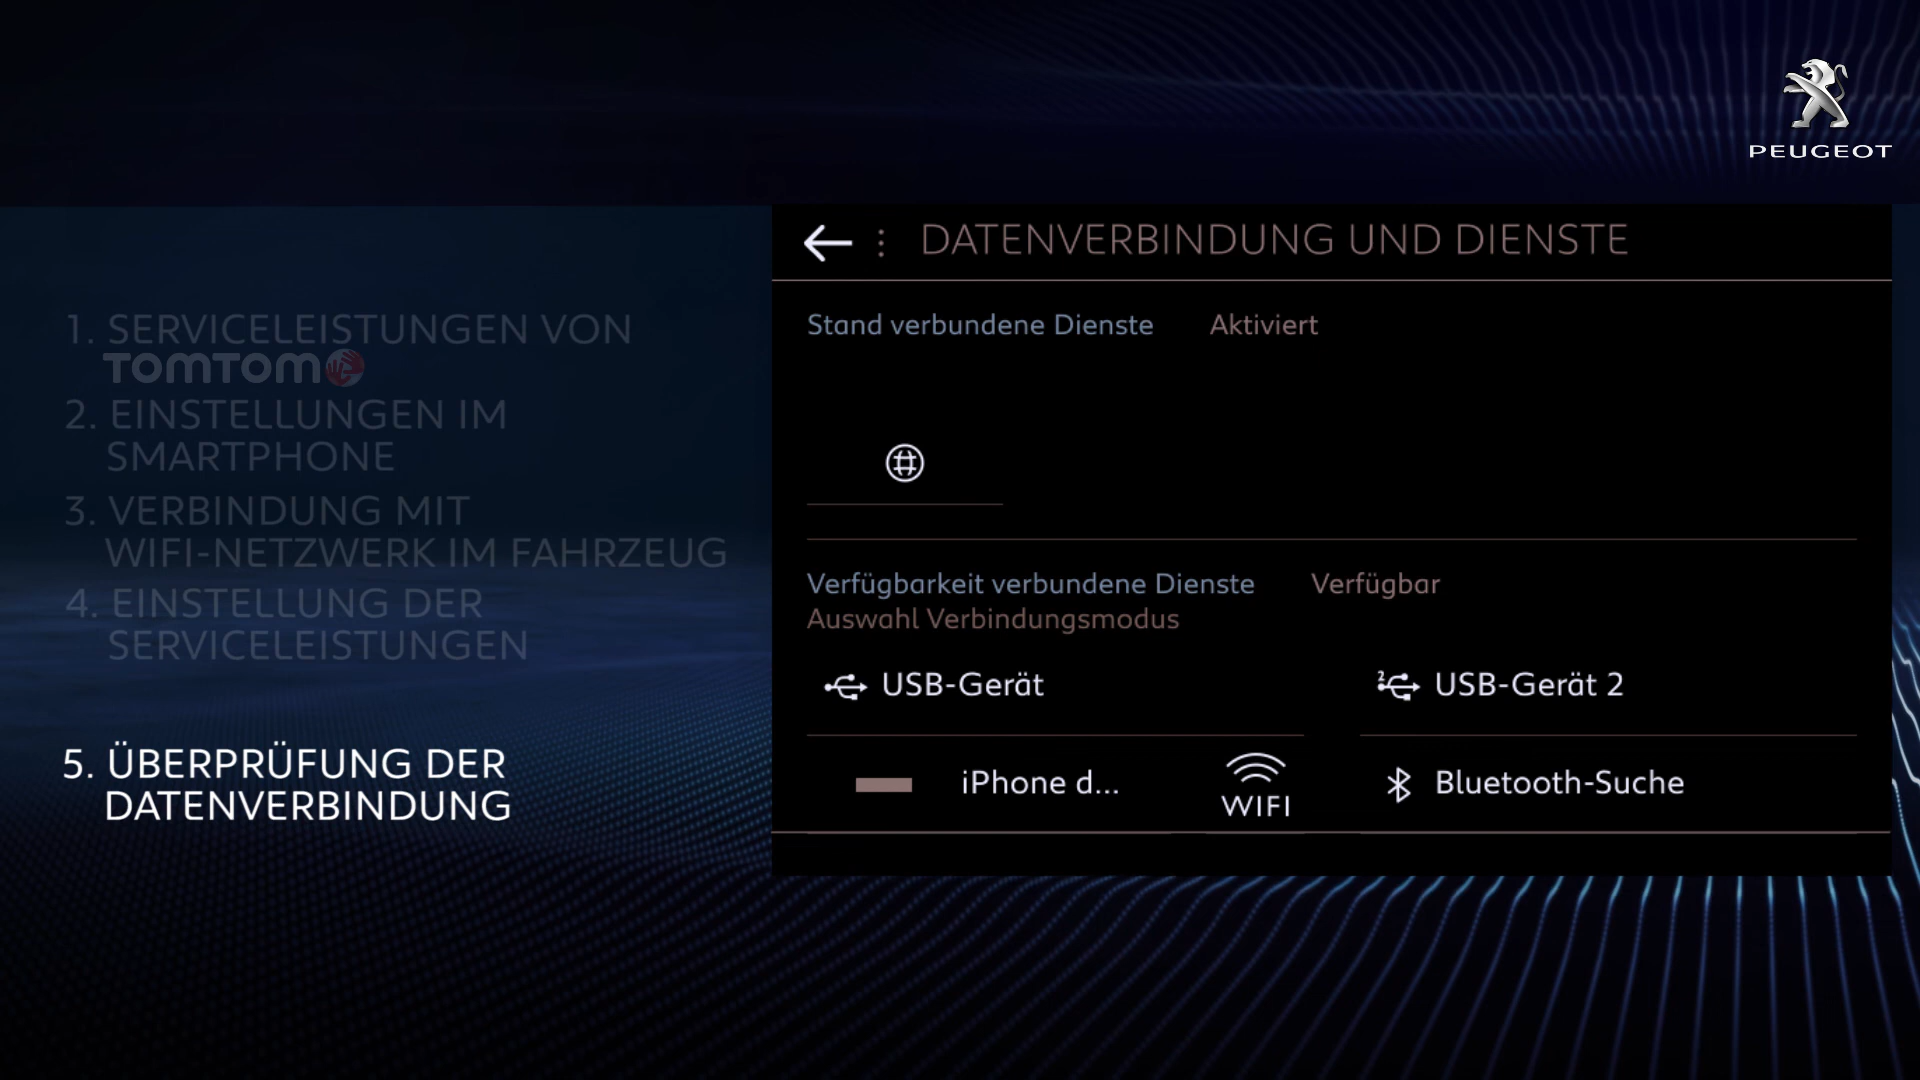 PEUGEOT
1. SERVICELEISTUNGEN VON
TOMTOM
2. EINSTELLUNGEN IM
SMARTPHONE
3. VERBINDUNG MIT
WIFI-NETZWERK IM FAHRZEUG
4. EINSTELLUNG DER
SERVICELEISTUNGEN
5. ÜBERPRÜFUNG DER
DATENVERBINDUNG
DATENVERBINDUNG UND DIENSTE
Stand verbundene Dienste Aktiviert
Verfügbarkeit verbundene Dienste Verfügbar
Auswahl Verbindungsmodus
USB-Gerät 2 USB-Gerät 2
iPhone d... WIFI Bluetooth-Suche